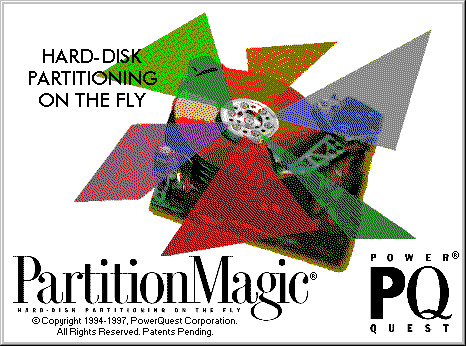 HARD-DISK
PARTITIONING
ON THE FLY
PartitionMagic®
HARD-DISK PARTITIONING ON THE FLY
© Copyright 1994-1997, PowerQuest Corporation.
All Rights Reserved. Patents Pending.
POWER®
PQ
QUEST